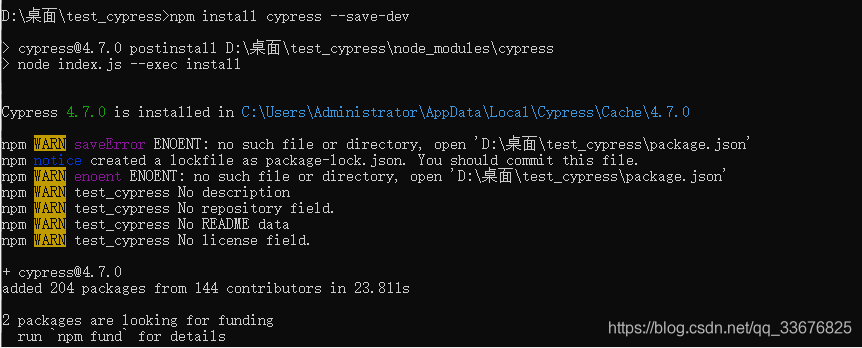 D:\桌面\test_cypress>npm install cypress --save-dev
> cypress@4.7.0 postinstall D:\桌面\test_cypress\node_modules\cypress
> node index.js --exec install
Cypress 4.7.0 is installed in C:\Users\Administrator\AppData\Local\Cypress\Cache\4.7.0
npm WARN saveError ENOENT: no such file or directory, open 'D:\桌面\test_cypress\package.json'
npm notice created a lockfile as package-lock.json. You should commit this file.
npm WARN enoent ENOENT: no such file or directory, open 'D:\桌面\test_cypress\package.json'
npm WARN test_cypress No description
npm WARN test_cypress No repository field.
npm WARN test_cypress No README data
npm WARN test_cypress No license field.
+ cypress@4.7.0
added 204 packages from 144 contributors in 23.811s
2 packages are looking for funding
run `npm fund` for details
https://blog.csdn.net/qq_33676825